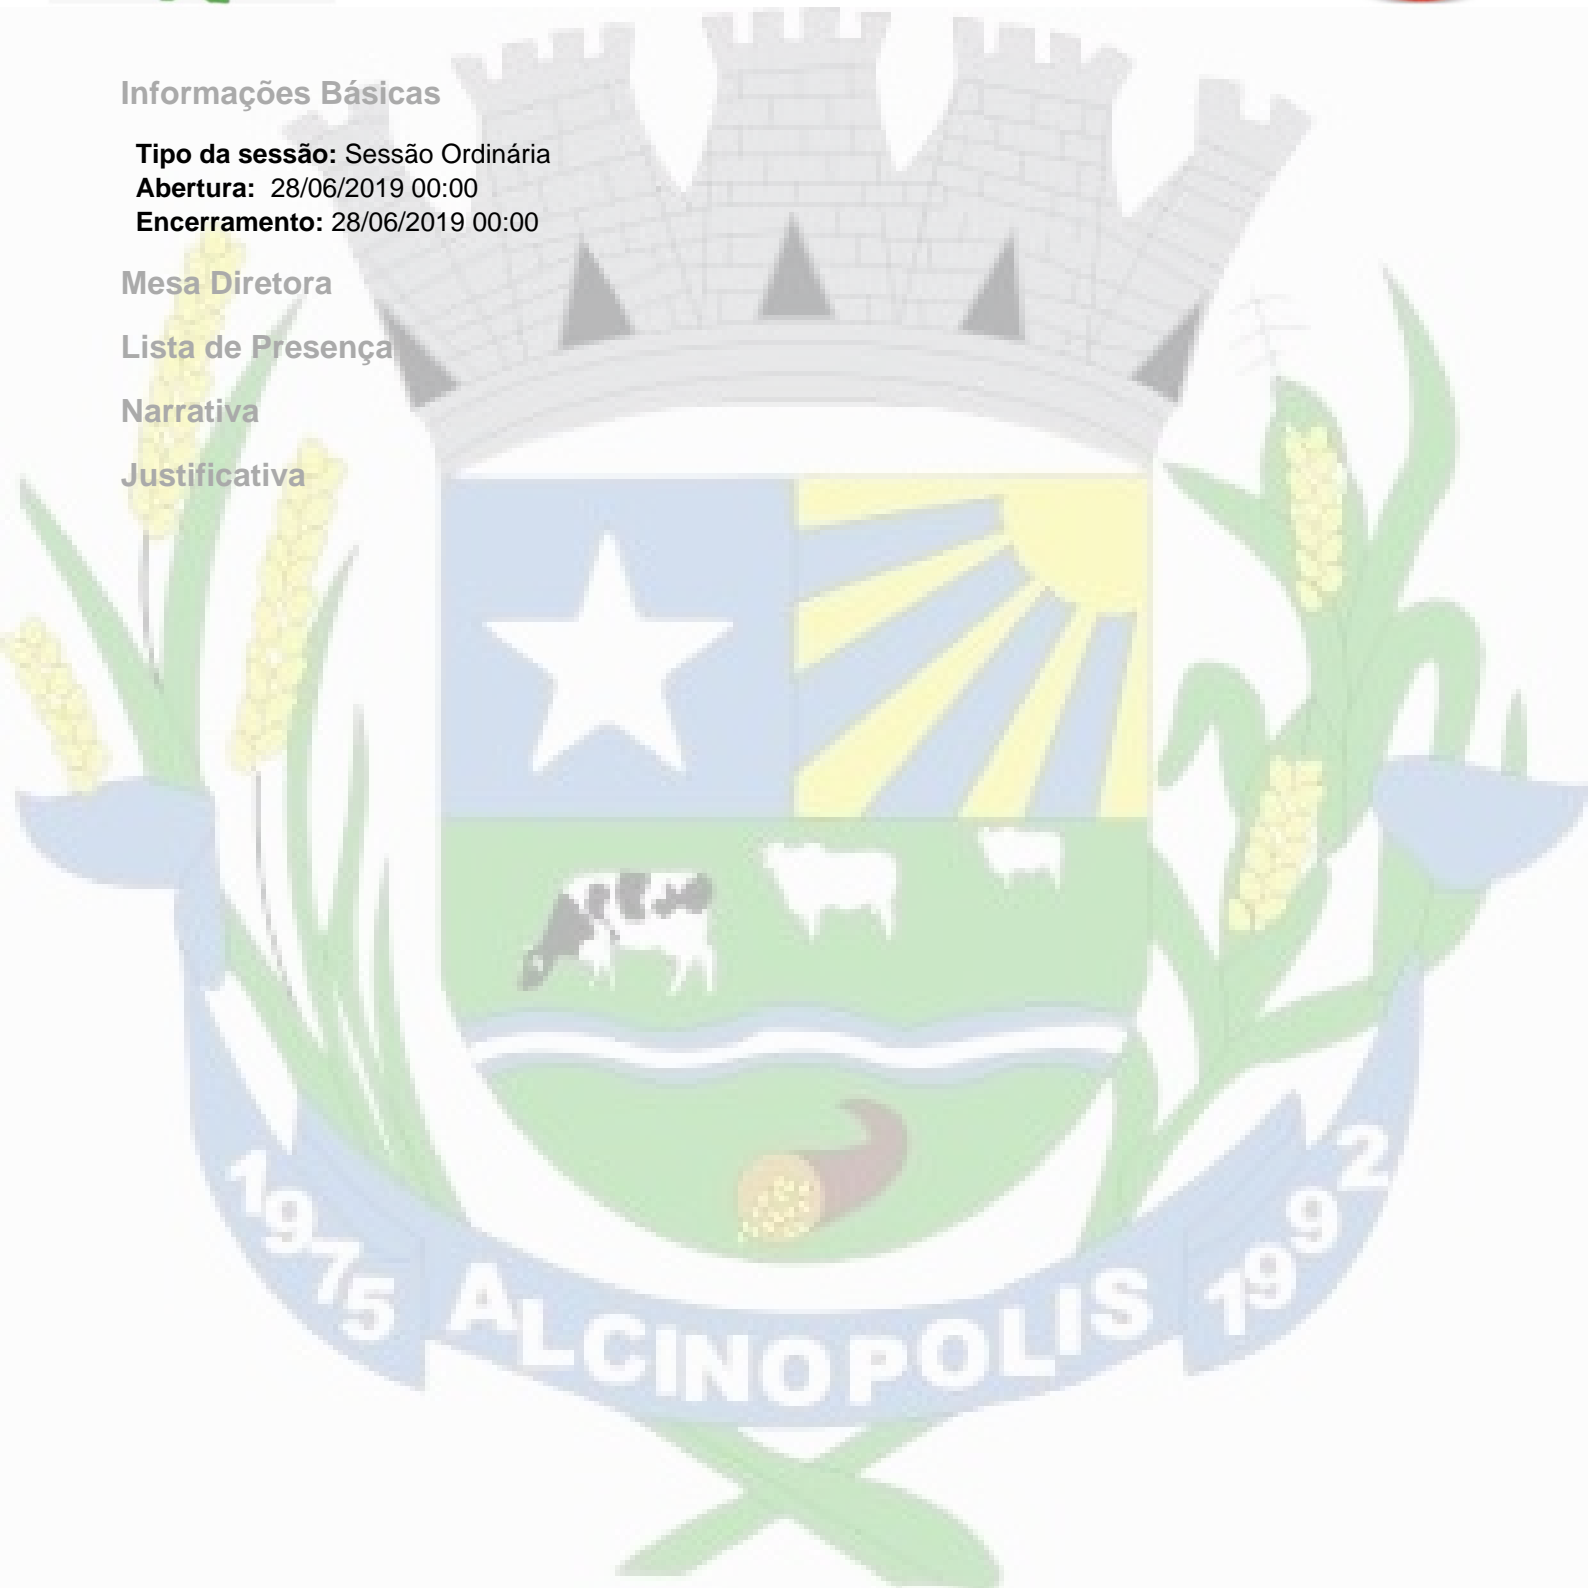 Informações Básicas
Tipo da sessão: Sessão Ordinária
Abertura: 28/06/2019 00:00
Encerramento: 28/06/2019 00:00
Mesa Diretora
Lista de Presença
Narrativa
Justificativa
1975 ALCINOPOLIS 1992